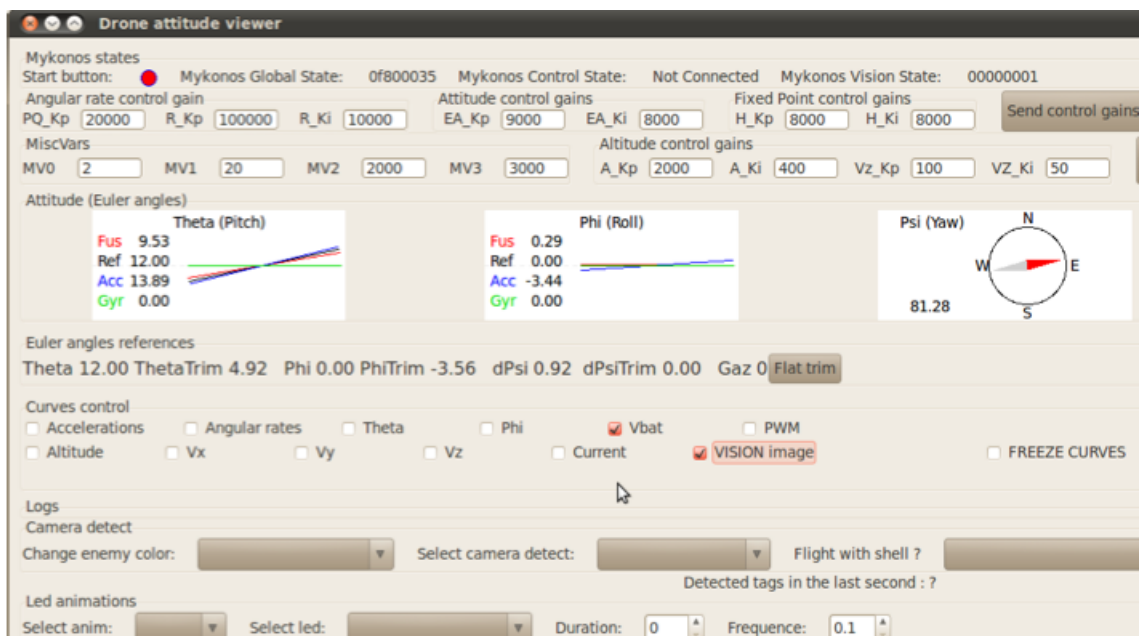 Drone attitude viewer
Mykonos states
Start button: Mykonos Global State: 0f800035 Mykonos Control State: Not Connected Mykonos Vision State: 00000001
Angular rate control gain Attitude control gains Fixed Point control gains
PQ_Kp 20000 R_Kp 100000 R_Ki 10000 EA_Kp 9000 EA_Ki 8000 H_Kp 8000 H_Ki 8000 Send control gains
MiscVars Altitude control gains
MV0 2 MV1 20 MV2 2000 MV3 3000 A_Kp 2000 A_Ki 400 Vz_Kp 100 VZ_Ki 50
Attitude (Euler angles)
Theta (Pitch) Phi (Roll) Psi (Yaw) N
Fus 9.53 Fus 0.29
Ref 12.00 Ref 0.00 W E
Acc 13.89 Acc -3.44
Gyr 0.00 Gyr 0.00 81.28 S
Euler angles references
Theta 12.00 ThetaTrim 4.92 Phi 0.00 PhiTrim -3.56 dPsi 0.92 dPsiTrim 0.00 Gaz 0 Flat trim
Curves control
Accelerations Angular rates Theta Phi Vbat PWM
Altitude Vx Vy Vz Current VISION image FREEZE CURVES
Logs
Camera detect
Change enemy color: Select camera detect: Flight with shell ?
Detected tags in the last second : ?
Led animations
Select anim: Select led: Duration: 0 Frequence: 0.1